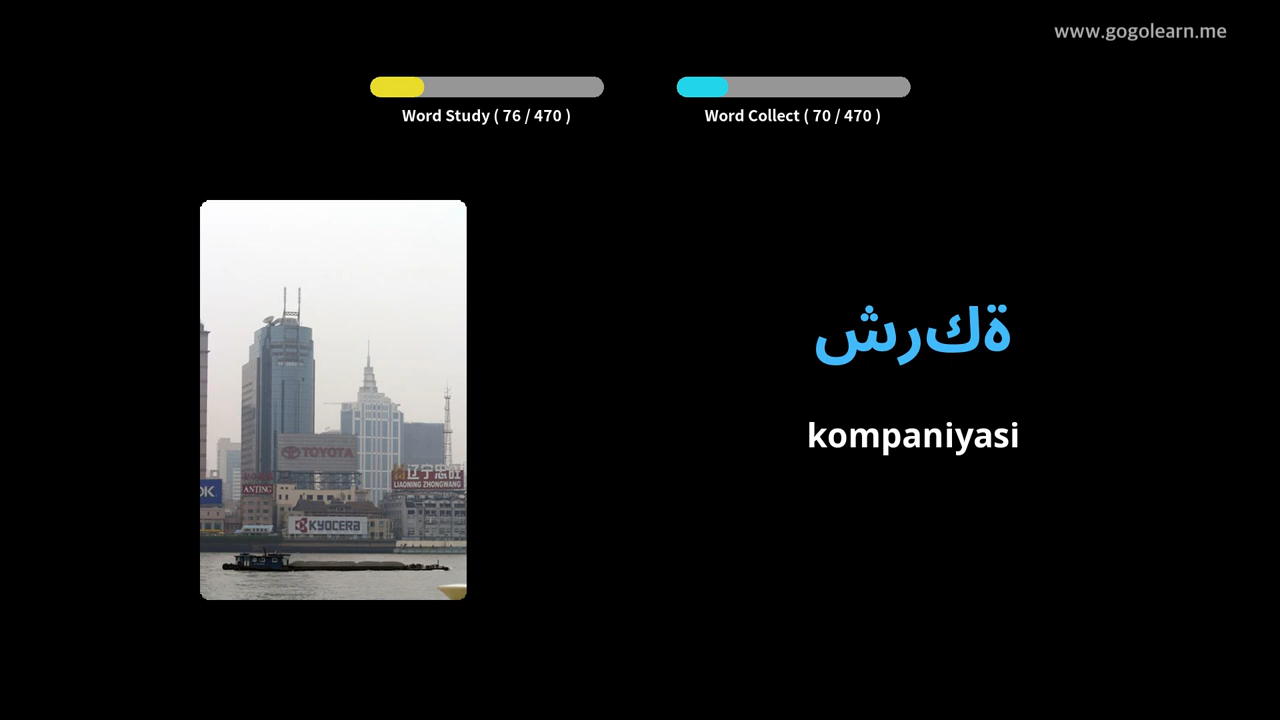 www.gogolearn.me
Word Study ( 76 / 470 )
Word Collect ( 70 / 470 )
ةكرش
kompaniyasi
TOYOTA
辽宁忠旺
LIAONING ZHONGWANG
ANTING
KYOCERA